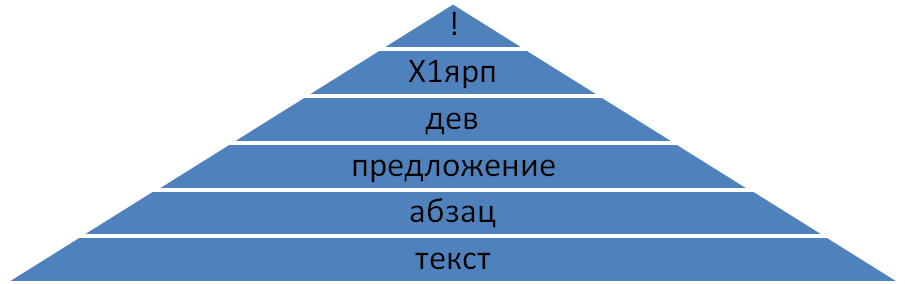 !
Х1ярп
дев
предложение
абзац
текст